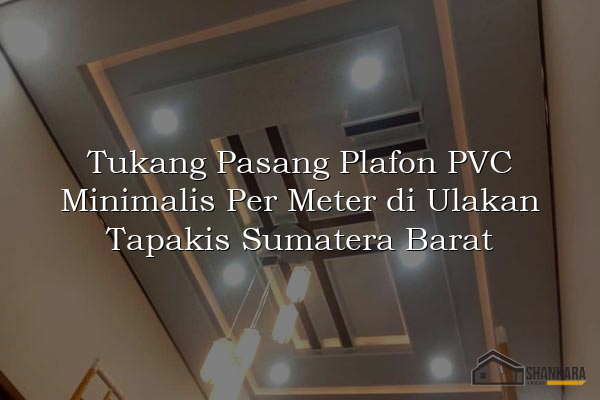 Tukang Pasang Plafon PVC
Minimalis Per Meter di Ulakan
Tapakis Sumatera Barat
SHANKARA